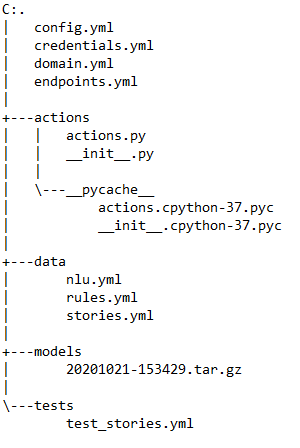 C:.
|   config.yml
|   credentials.yml
|   domain.yml
|   endpoints.yml
|
+---actions
|   |   actions.py
|   |   __init__.py
|   |
|   \---__pycache__
|           actions.cpython-37.pyc
|           __init__.cpython-37.pyc
|
+---data
|       nlu.yml
|       rules.yml
|       stories.yml
|
+---models
|       20201021-153429.tar.gz
|
\---tests
        test_stories.yml